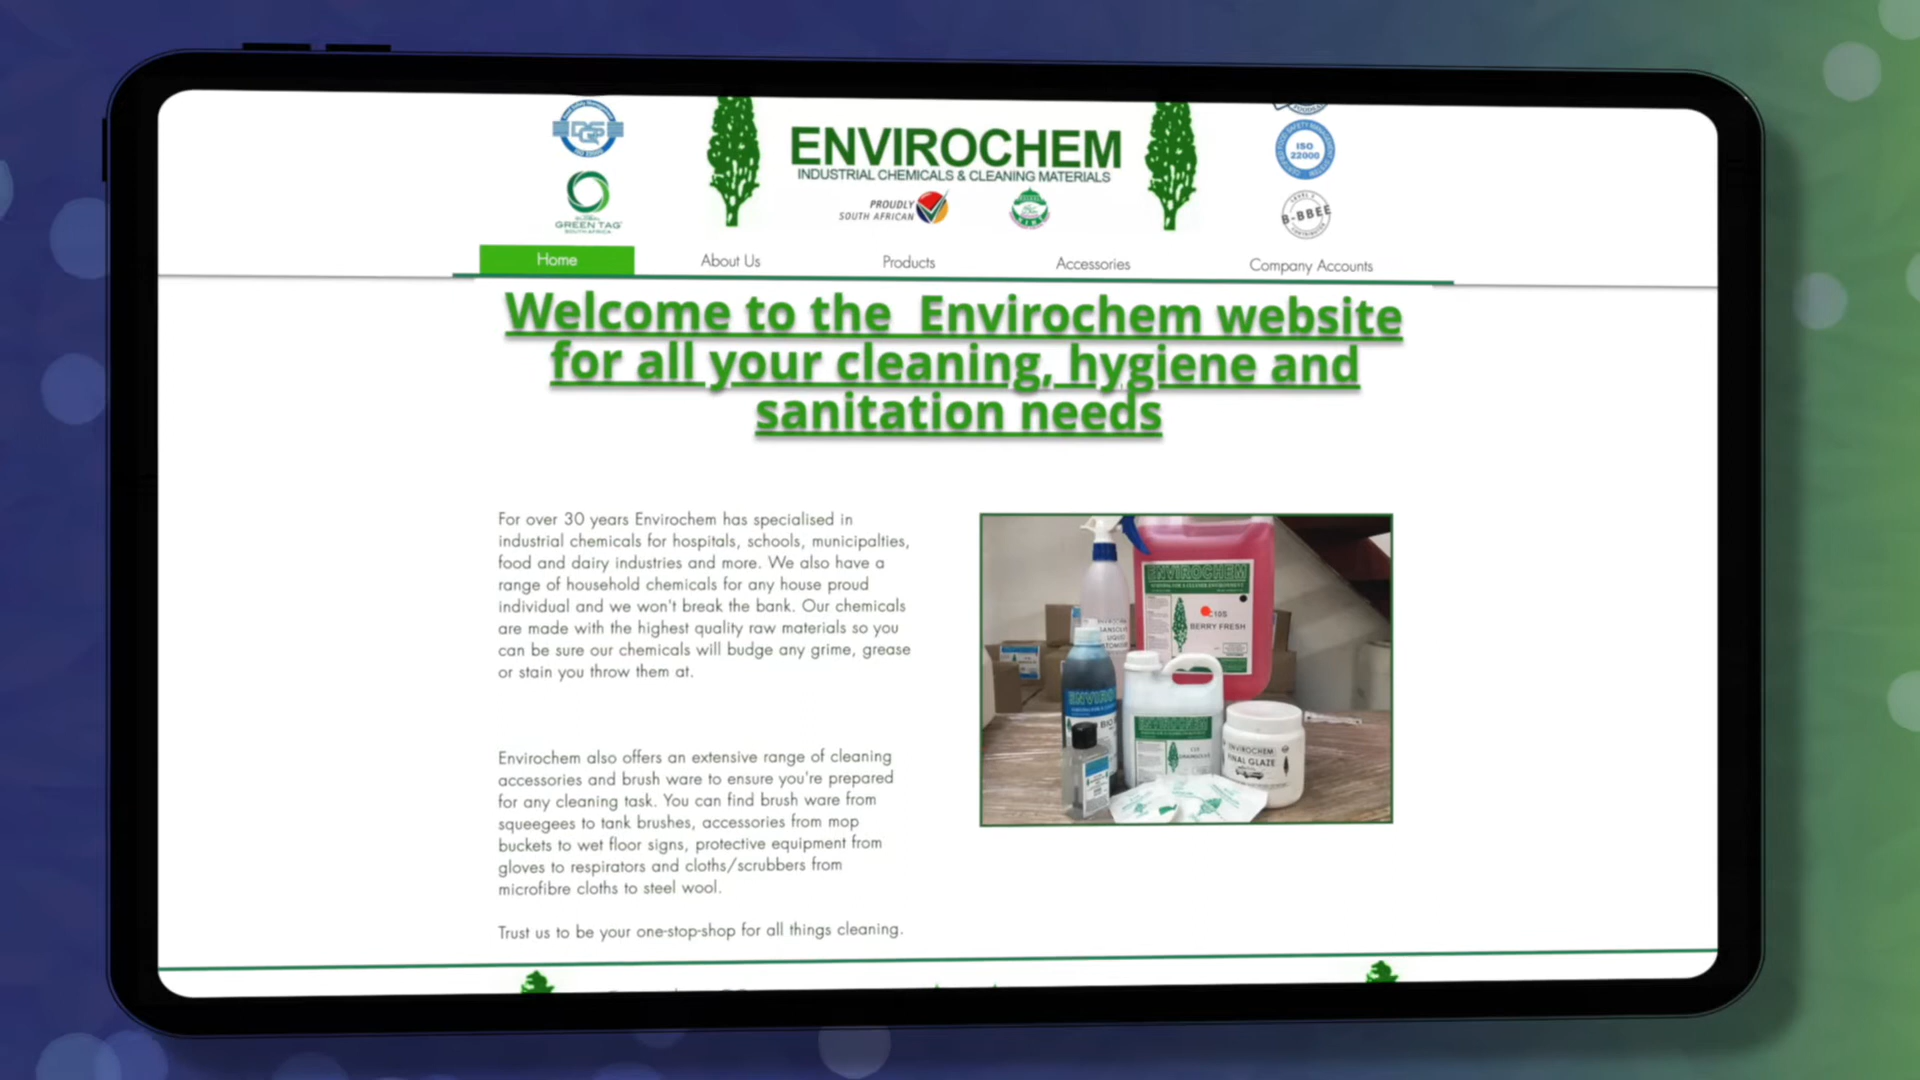 DQS
ISO 22000
GREEN TAG
SOUTH AFRICA
ENVIROCHEM
INDUSTRIAL CHEMICALS & CLEANING MATERIALS
PROUDLY
SOUTH AFRICAN
ISO
22000
B-BBEE
Home
About Us
Products
Accessories
Company Accounts
Welcome to the Envirochem website
for all your cleaning, hygiene and
sanitation needs
For over 30 years Envirochem has specialised in
industrial chemicals for hospitals, schools, municipalties,
food and dairy industries and more. We also have a
range of household chemicals for any house proud
individual and we won't break the bank. Our chemicals
are made with the highest quality raw materials so you
can be sure our chemicals will budge any grime, grease
or stain you throw them at.
Envirochem also offers an extensive range of cleaning
accessories and brush ware to ensure you're prepared
for any cleaning task. You can find brush ware from
squeegees to tank brushes, accessories from mop
buckets to wet floor signs, protective equipment from
gloves to respirators and cloths/scrubbers from
microfibre cloths to steel wool.
Trust us to be your one-stop-shop for all things cleaning.
ENVIROCHEM
BERRY FRESH
ENVIRO
ENVIROCHEM
ENVIROCHEM
FINAL GLAZE